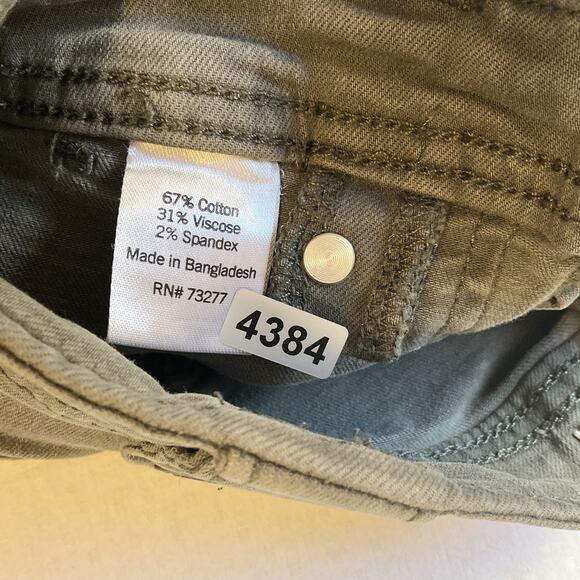 67% Cotton
31% Viscose
2% Spandex
Made in Bangladesh
RN# 73277
4384